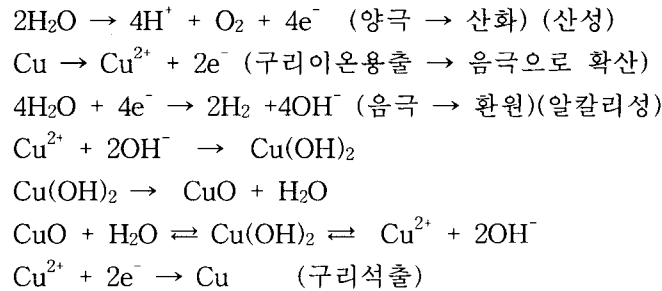 2H₂O → 4H⁺ + O₂ + 4e⁻ (양극 → 산화) (산성)
Cu → Cu²⁺ + 2e⁻ (구리이온용출 → 음극으로 확산)
4H₂O + 4e⁻ → 2H₂ +4OH⁻ (음극 → 환원)(알칼리성)
Cu²⁺ + 2OH⁻ → Cu(OH)₂
Cu(OH)₂ → CuO + H₂O
CuO + H₂O ⇄ Cu(OH)₂ ⇄ Cu²⁺ + 2OH⁻
Cu²⁺ + 2e⁻ → Cu (구리석출)